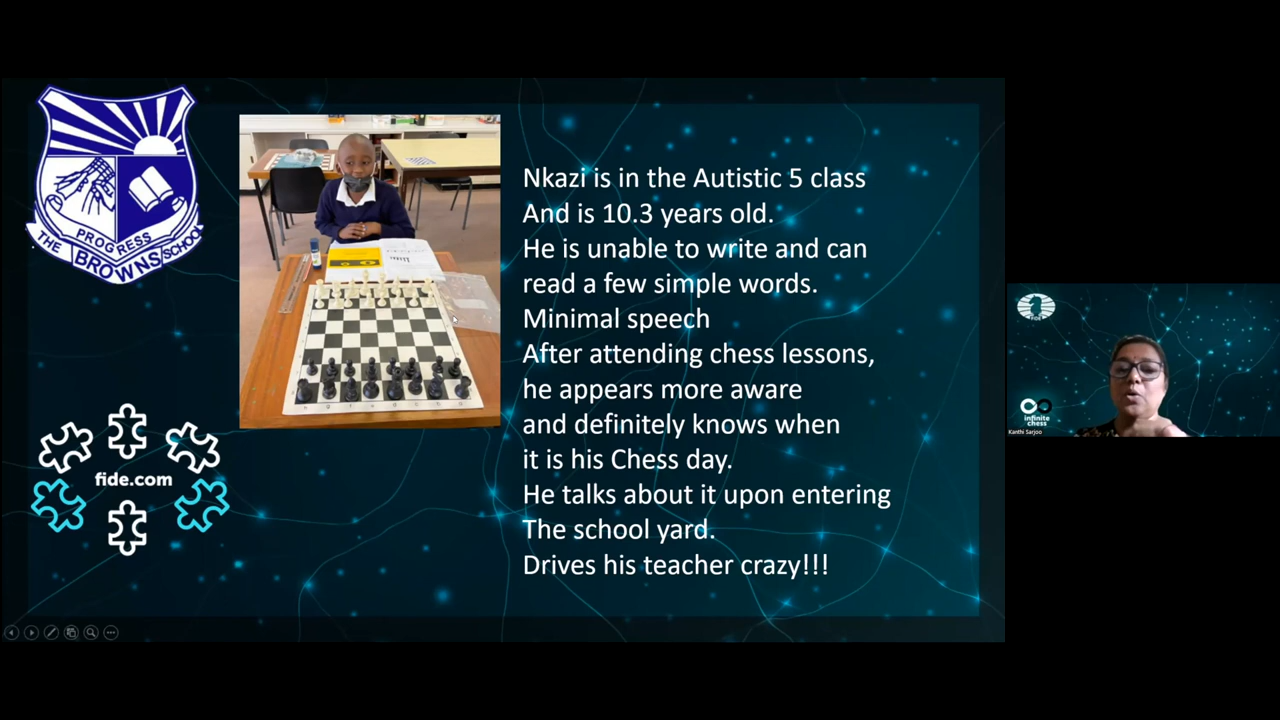 PROGRESS
THE BROWNS SCHOOL
fide.com
Nkazi is in the Autistic 5 class
And is 10.3 years old.
He is unable to write and can
read a few simple words.
Minimal speech
After attending chess lessons,
he appears more aware
and definitely knows when
it is his Chess day.
He talks about it upon entering
The school yard.
Drives his teacher crazy!!!
infinite
chess
Kanthi Sarjoo